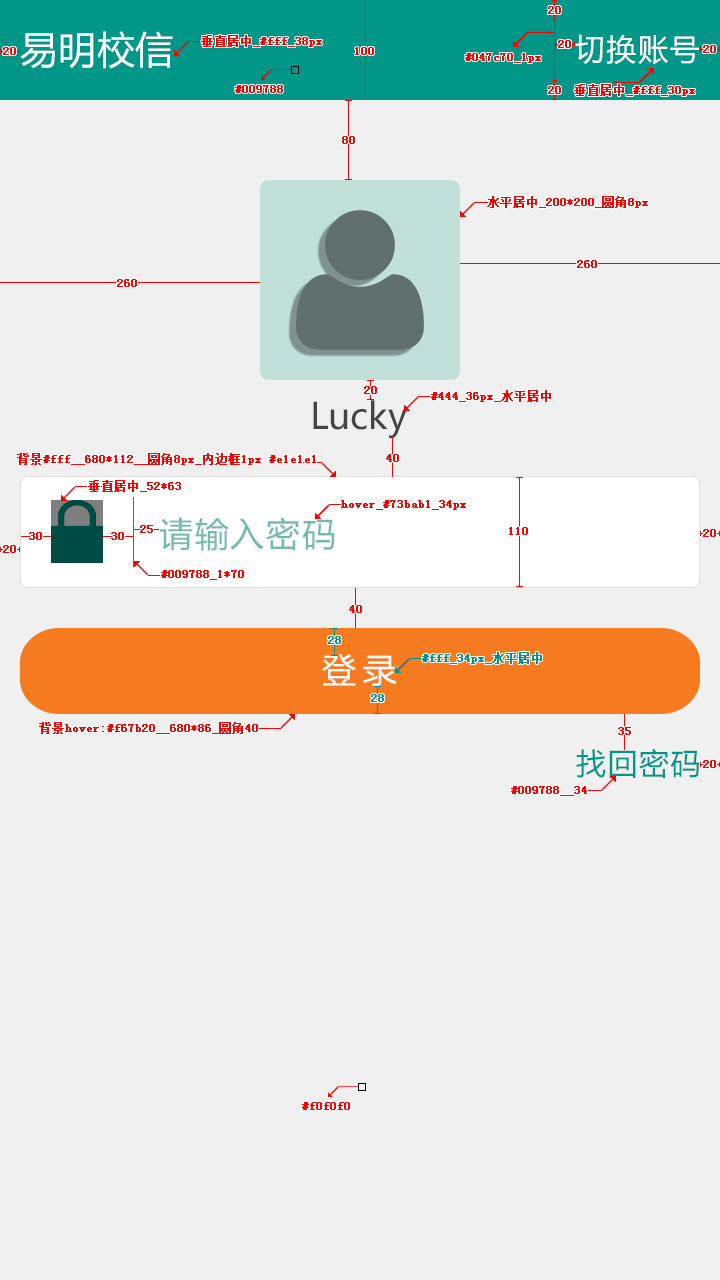 20
垂直居中_#fff_38px
20
易明校信
100
#047c70_1px
20
切换账号
20
#009788
20
垂直居中_#fff_30px
80
水平居中_200*200_圆角8px
260
260
20
#444_36px_水平居中
Lucky
背景#fff__680*112__圆角8px_内边框1px #e1e1e1
40
垂直居中_52*63
hover_#73bab1_34px
20
30
30
25
请输入密码
110
20
#009788_1*70
40
28
登录
#fff_34px_水平居中
28
背景hover:#f67b20__680*86_圆角40
35
找回密码
20
#009788__34
#f0f0f0